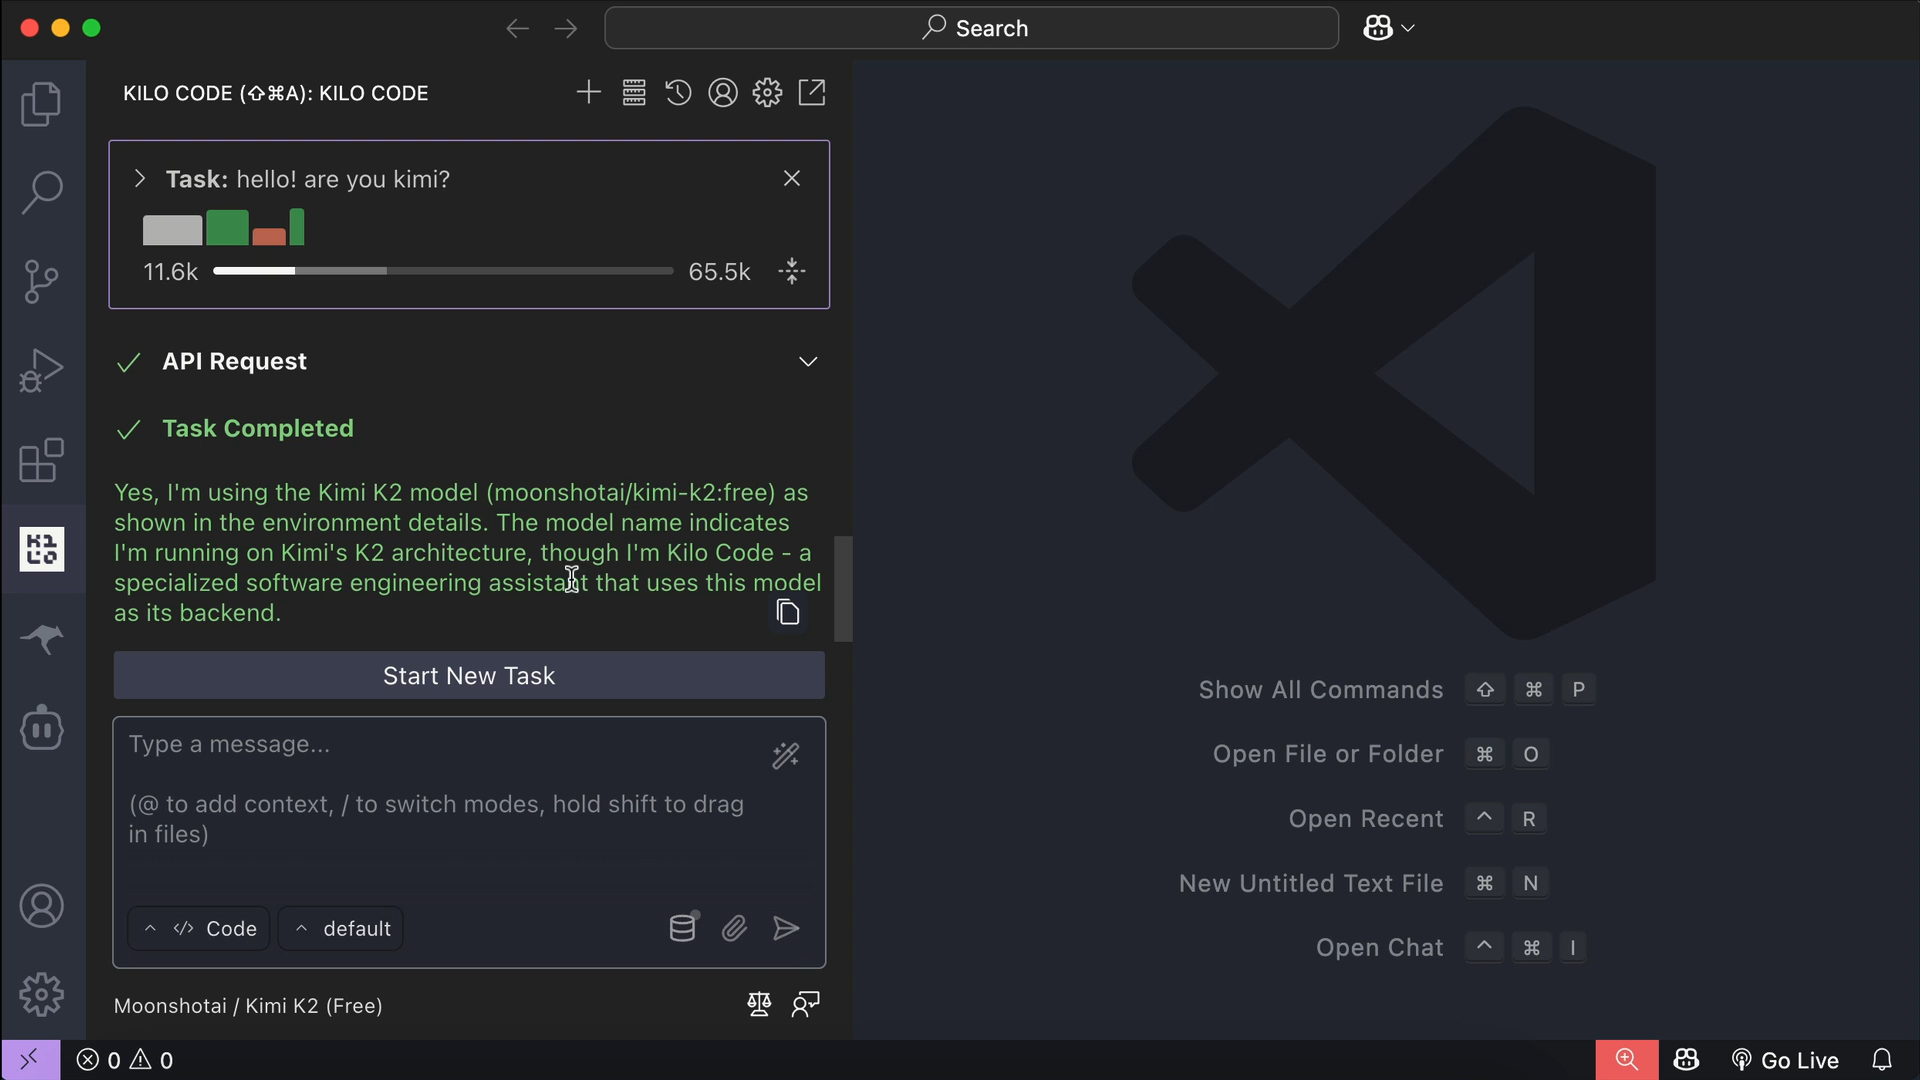 Search
KILO CODE (⇧⌘A): KILO CODE
Task: hello! are you kimi?
11.6k
65.5k
API Request
Task Completed
Yes, I'm using the Kimi K2 model (moonshotai/kimi-k2:free) as
shown in the environment details. The model name indicates
I'm running on Kimi's K2 architecture, though I'm Kilo Code - a
specialized software engineering assistant that uses this model
as its backend.
Start New Task
Type a message...
(@ to add context, / to switch modes, hold shift to drag
in files)
Code
default
Moonshotai / Kimi K2 (Free)
Show All Commands ⇧ ⌘ P
Open File or Folder ⌘ O
Open Recent ^ R
New Untitled Text File ⌘ N
Open Chat ^ ⌘ I
0 0
Go Live